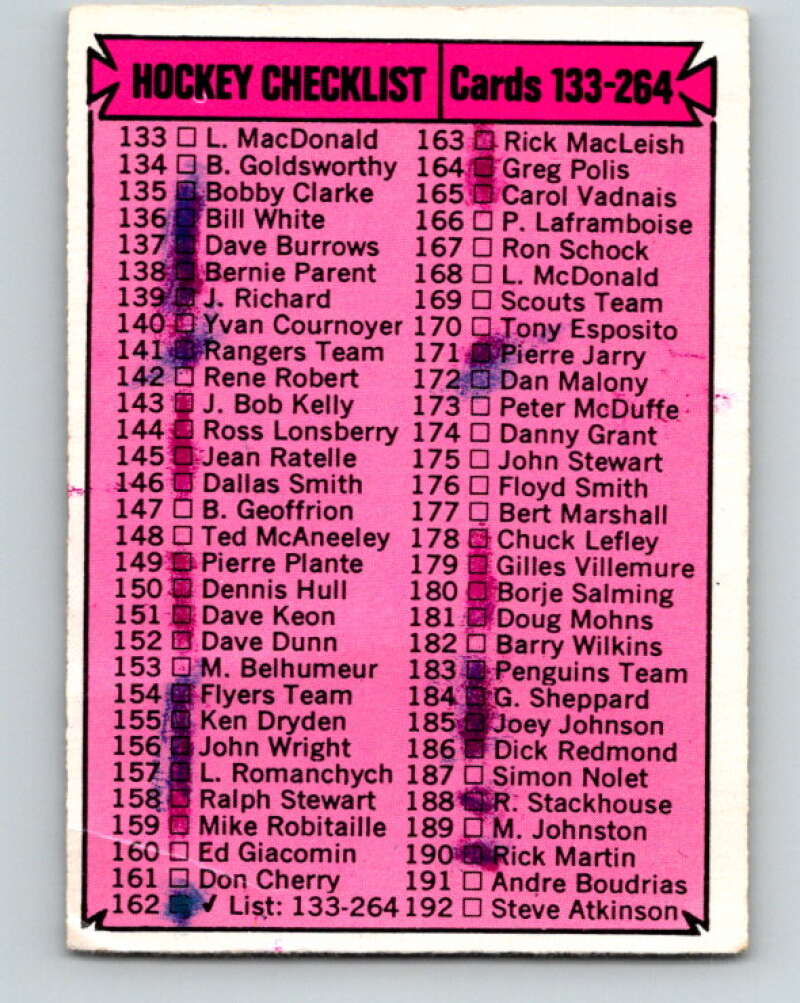 HOCKEY CHECKLIST
Cards 133-264
133 □ L. MacDonald
134 □ B. Goldsworthy
135 □ Bobby Clarke
136 □ Bill White
137 □ Dave Burrows
138 □ Bernie Parent
139 □ J. Richard
140 □ Yvan Cournoyer
141 □ Rangers Team
142 □ Rene Robert
143 □ J. Bob Kelly
144 □ Ross Lonsberry
145 □ Jean Ratelle
146 □ Dallas Smith
147 □ B. Geoffrion
148 □ Ted McAneeley
149 □ Pierre Plante
150 □ Dennis Hull
151 □ Dave Keon
152 □ Dave Dunn
153 □ M. Belhumeur
154 □ Flyers Team
155 □ Ken Dryden
156 □ John Wright
157 □ L. Romanchych
158 □ Ralph Stewart
159 □ Mike Robitaille
160 □ Ed Giacomin
161 □ Don Cherry
162 □ ✓ List: 133-264
163 □ Rick MacLeish
164 □ Greg Polis
165 □ Carol Vadnais
166 □ P. Laframboise
167 □ Ron Schock
168 □ L. McDonald
169 □ Scouts Team
170 □ Tony Esposito
171 □ Pierre Jarry
172 □ Dan Malony
173 □ Peter McDuffe
174 □ Danny Grant
175 □ John Stewart
176 □ Floyd Smith
177 □ Bert Marshall
178 □ Chuck Lefley
179 □ Gilles Villemure
180 □ Borje Salming
181 □ Doug Mohns
182 □ Barry Wilkins
183 □ Penguins Team
184 □ G. Sheppard
185 □ Joey Johnson
186 □ Dick Redmond
187 □ Simon Nolet
188 □ R. Stackhouse
189 □ M. Johnston
190 □ Rick Martin
191 □ Andre Boudrias
192 □ Steve Atkinson